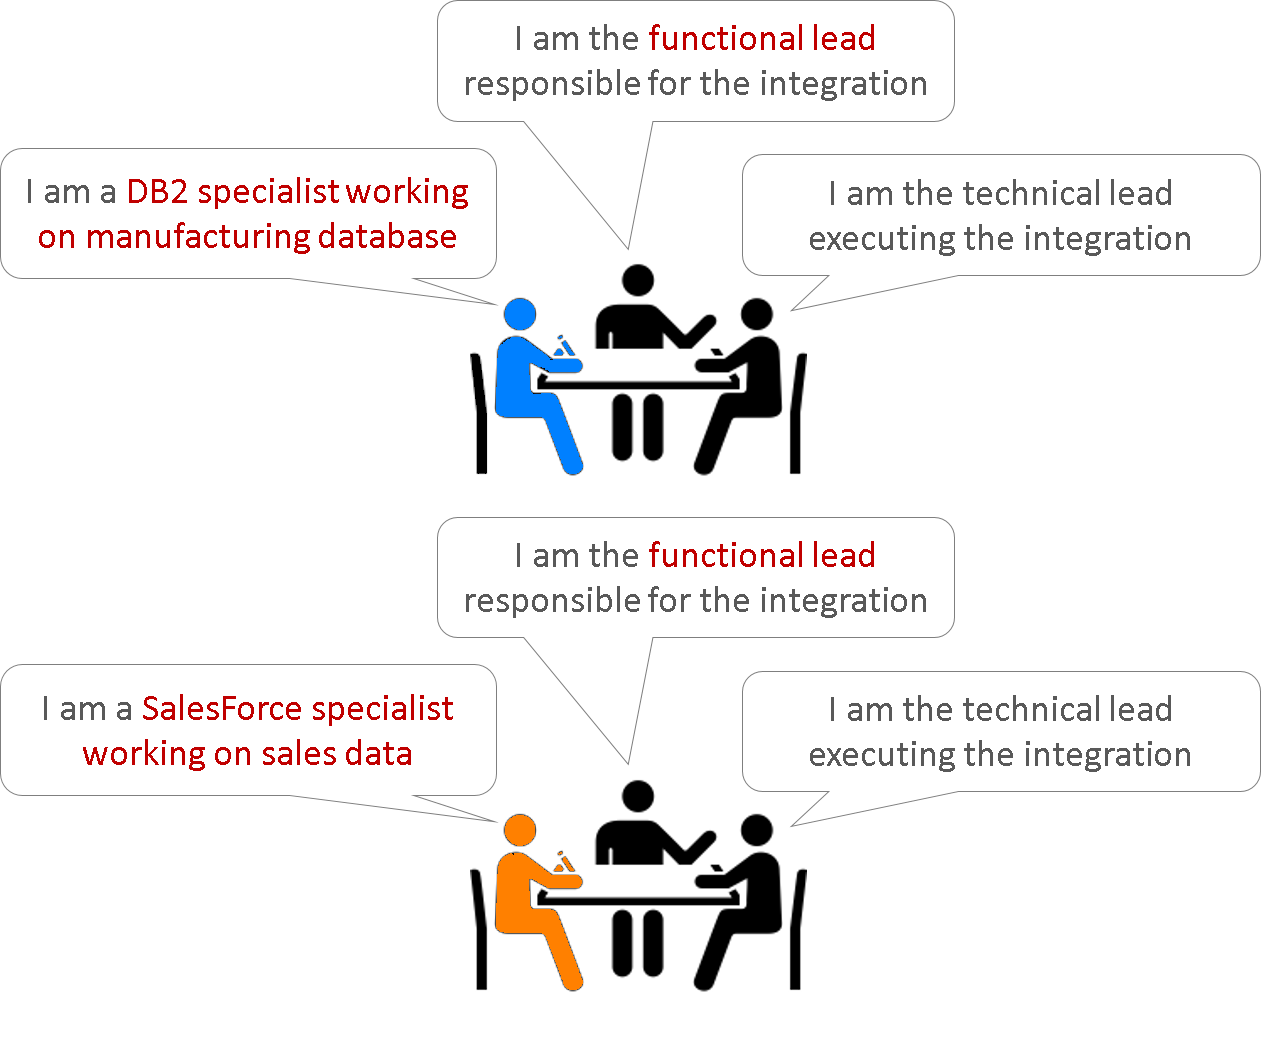 I am the functional lead
responsible for the integration
I am a DB2 specialist working
on manufacturing database
I am the technical lead
executing the integration
I am the functional lead
responsible for the integration
I am a SalesForce specialist
working on sales data
I am the technical lead
executing the integration